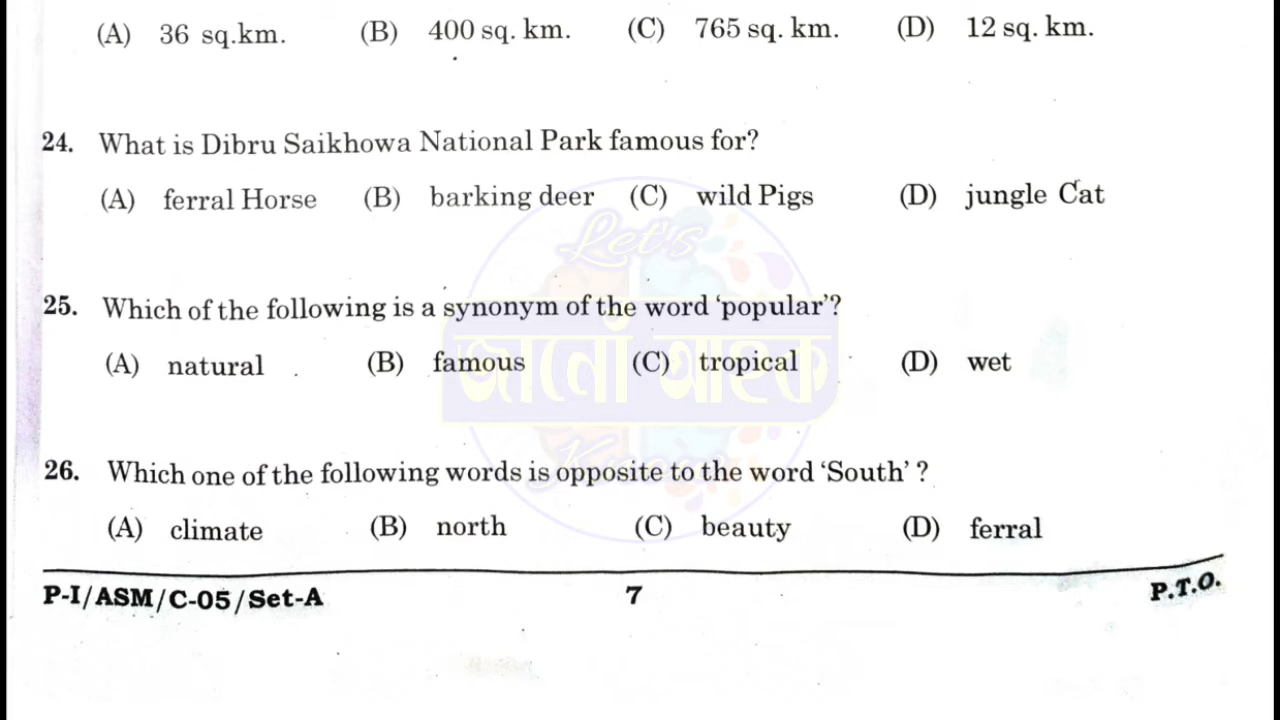 (A) 36 sq.km. (B) 400 sq. km. (C) 765 sq. km. (D) 12 sq. km.
24. What is Dibru Saikhowa National Park famous for?
(A) ferral Horse (B) barking deer (C) wild Pigs (D) jungle Cat
Let's
25. Which of the following is a synonym of the word ‘popular’?
জানোঁ আহক
(A) natural (B) famous (C) tropical (D) wet
26. Which one of the following words is opposite to the word ‘South’ ?
(A) climate (B) north (C) beauty (D) ferral
P-I/ASM/C-05/Set-A 7 P.T.O.